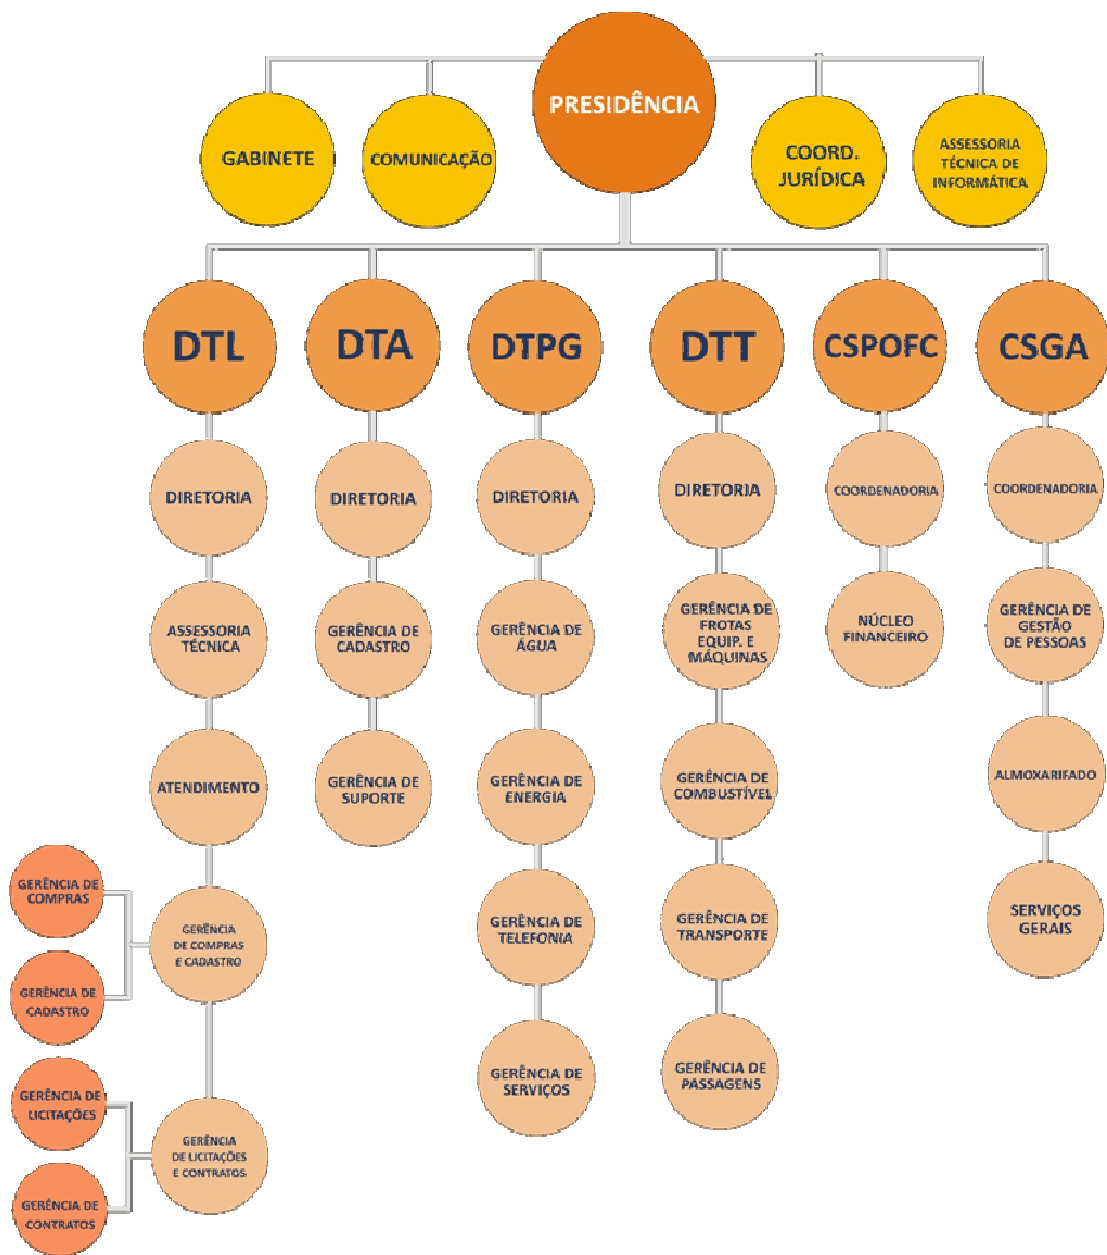 PRESIDÊNCIA
GABINETE
COMUNICAÇÃO
COORD.
JURÍDICA
ASSESSORIA
TÉCNICA DE
INFORMÁTICA
DTL
DTA
DTPG
DTT
CSPOFC
CSGA
DIRETORIA
DIRETORIA
DIRETORIA
DIRETORIA
COORDENADORIA
COORDENADORIA
ASSESSORIA
TÉCNICA
GERÊNCIA DE
CADASTRO
GERÊNCIA DE
ÁGUA
GERÊNCIA DE
FROTAS
EQUIP. E
MÁQUINAS
NÚCLEO
FINANCEIRO
GERÊNCIA DE
GESTÃO
DE PESSOAS
ATENDIMENTO
GERÊNCIA DE
SUPORTE
GERÊNCIA DE
ENERGIA
GERÊNCIA DE
COMBUSTÍVEL
ALMOXARIFADO
GERÊNCIA DE
COMPRAS
GERÊNCIA DE
CADASTRO
GERÊNCIA
DE COMPRAS
E CADASTRO
GERÊNCIA DE
TELEFONIA
GERÊNCIA DE
TRANSPORTE
SERVIÇOS
GERAIS
GERÊNCIA DE
SERVIÇOS
GERÊNCIA DE
PASSAGENS
GERÊNCIA DE
LICITAÇÕES
GERÊNCIA DE
CONTRATOS
GERÊNCIA
DE LICITAÇÕES
E CONTRATOS